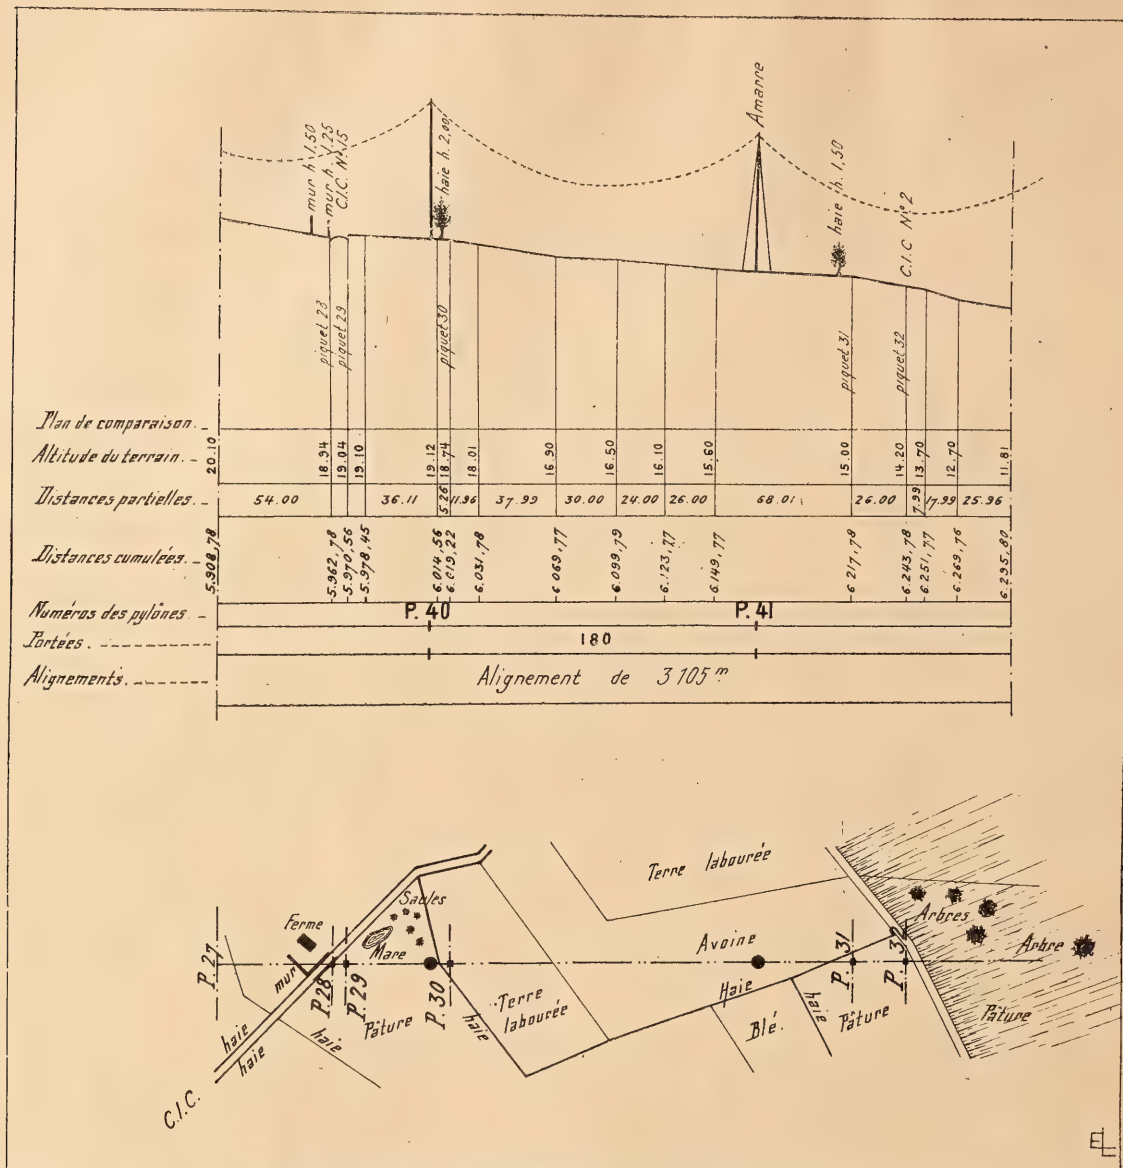 mur h 1,50
mur h 1.25
C.I.C. Nº 15
haie h. 2,00
Amarre
haie h. 1,50
C.I.C Nº 2
piquet 28
piquet 29
piquet 30
piquet 31
piquet 32
Plan de comparaison.
Altitude du terrain.
20.10 18.94 19.04 19.10 19.12 18.74 18.01 16.90 16.50 16.10 15.60 15.00 14.20 13.70 12.70 11.81
Distances partielles.
54.00 36.11 5.26 11.96 37.99 30.00 24.00 26.00 68.01 26.00 7.99 17.99 25.96
Distances cumulées.
5.908,78 5.962,78 5.970,56 5.978,45 6.014,56 6.019,22 6.031,78 6.069,77 6.099,79 6.123,77 6.149,77 6.217,78 6.243,78 6.251,77 6.269,76 6.295,80
Numéros des pylônes
P. 40 P. 41
Portées.
180
Alignements.
Alignement de 3 105 m
Terre labourée
Saules
Ferme
Arbres
P. 27
mur
Mare
Avoine
P. 31
P. 32
Arbre
P. 28
P. 29
Pâture
P. 30
haie
Terre
labourée
Haie
haie
Blé.
Pâture
Pâture
haie
haie
haie
C.I.C.
EL